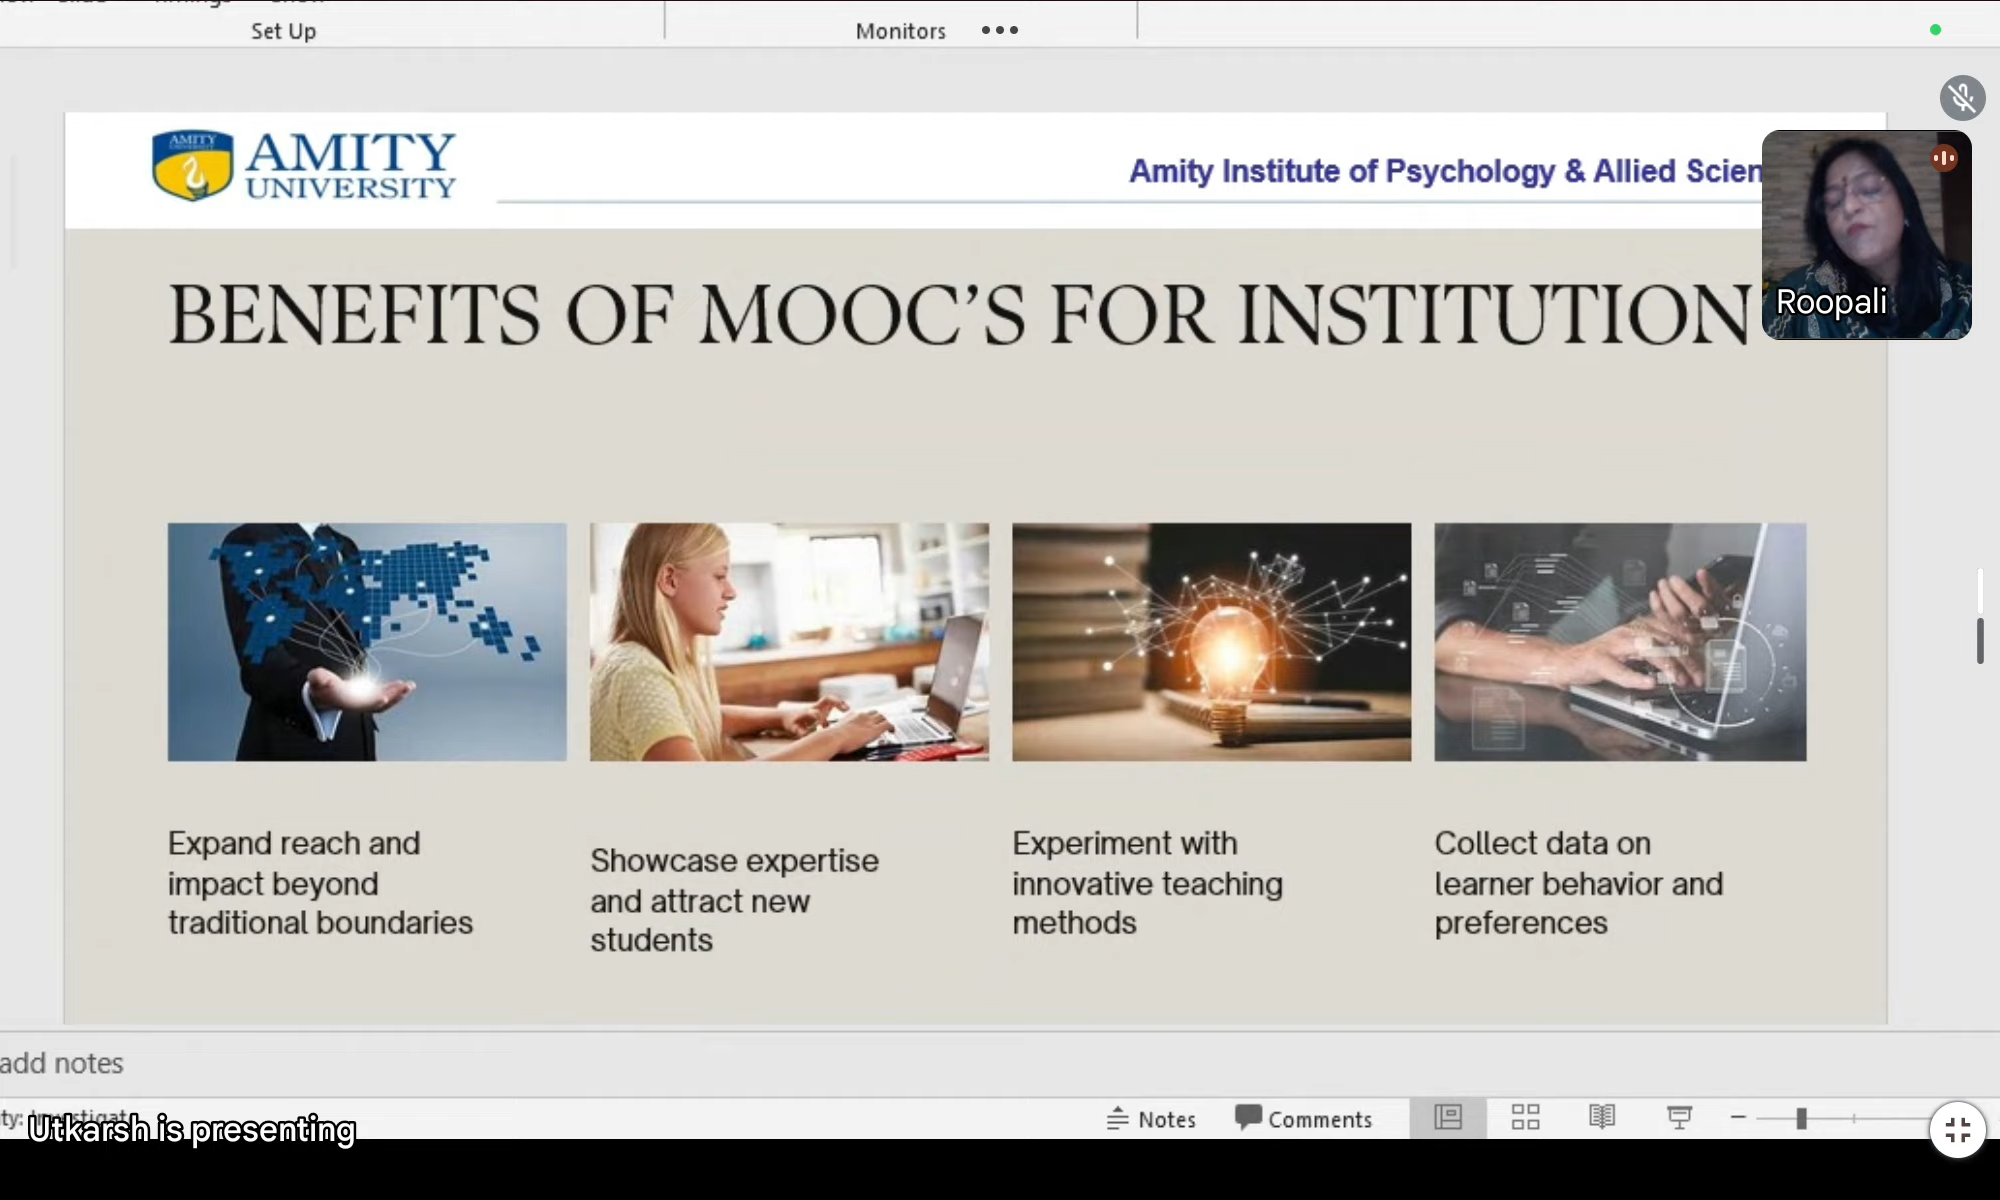 Set Up
Monitors
AMITY
UNIVERSITY
AMITY
UNIVERSITY
Amity Institute of Psychology & Allied Scien
BENEFITS OF MOOC’S FOR INSTITUTION
Roopali
Expand reach and
impact beyond
traditional boundaries
Showcase expertise
and attract new
students
Experiment with
innovative teaching
methods
Collect data on
learner behavior and
preferences
add notes
Utkarsh is presenting
Notes
Comments